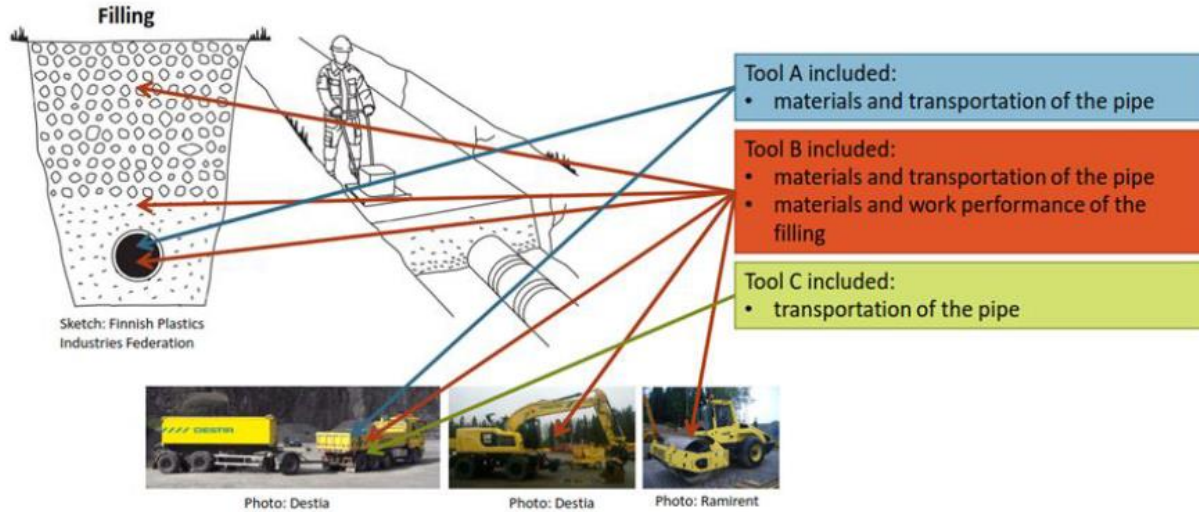 Filling
Sketch: Finnish Plastics
Industries Federation
Tool A included:
• materials and transportation of the pipe
Tool B included:
• materials and transportation of the pipe
• materials and work performance of the
filling
Tool C included:
• transportation of the pipe
DESTIA
Photo: Destia
Photo: Destia
Photo: Ramirent